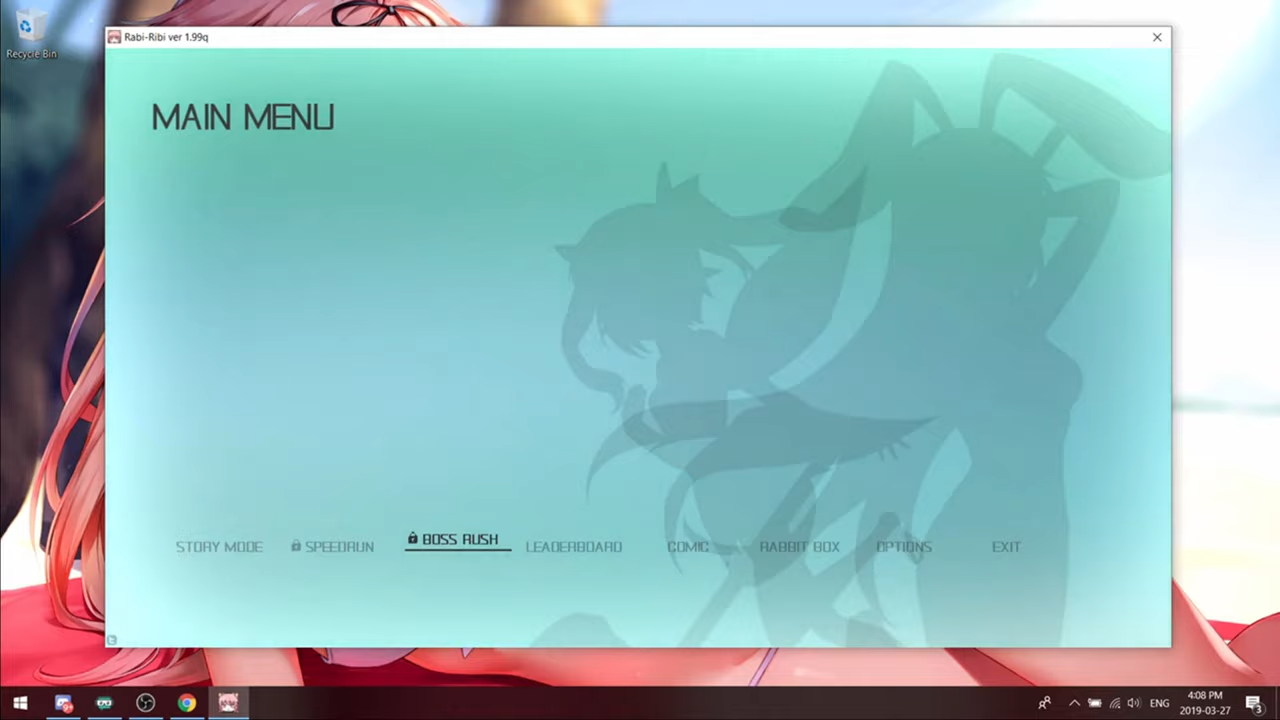 Recycle Bin
Rabi-Ribi ver 1.99q
MAIN MENU
STORY MODE SPEEDRUN BOSS RUSH LEADERBOARD COMIC RABBIT BOX OPTIONS EXIT
ENG
4:08 PM
2019-03-27
3